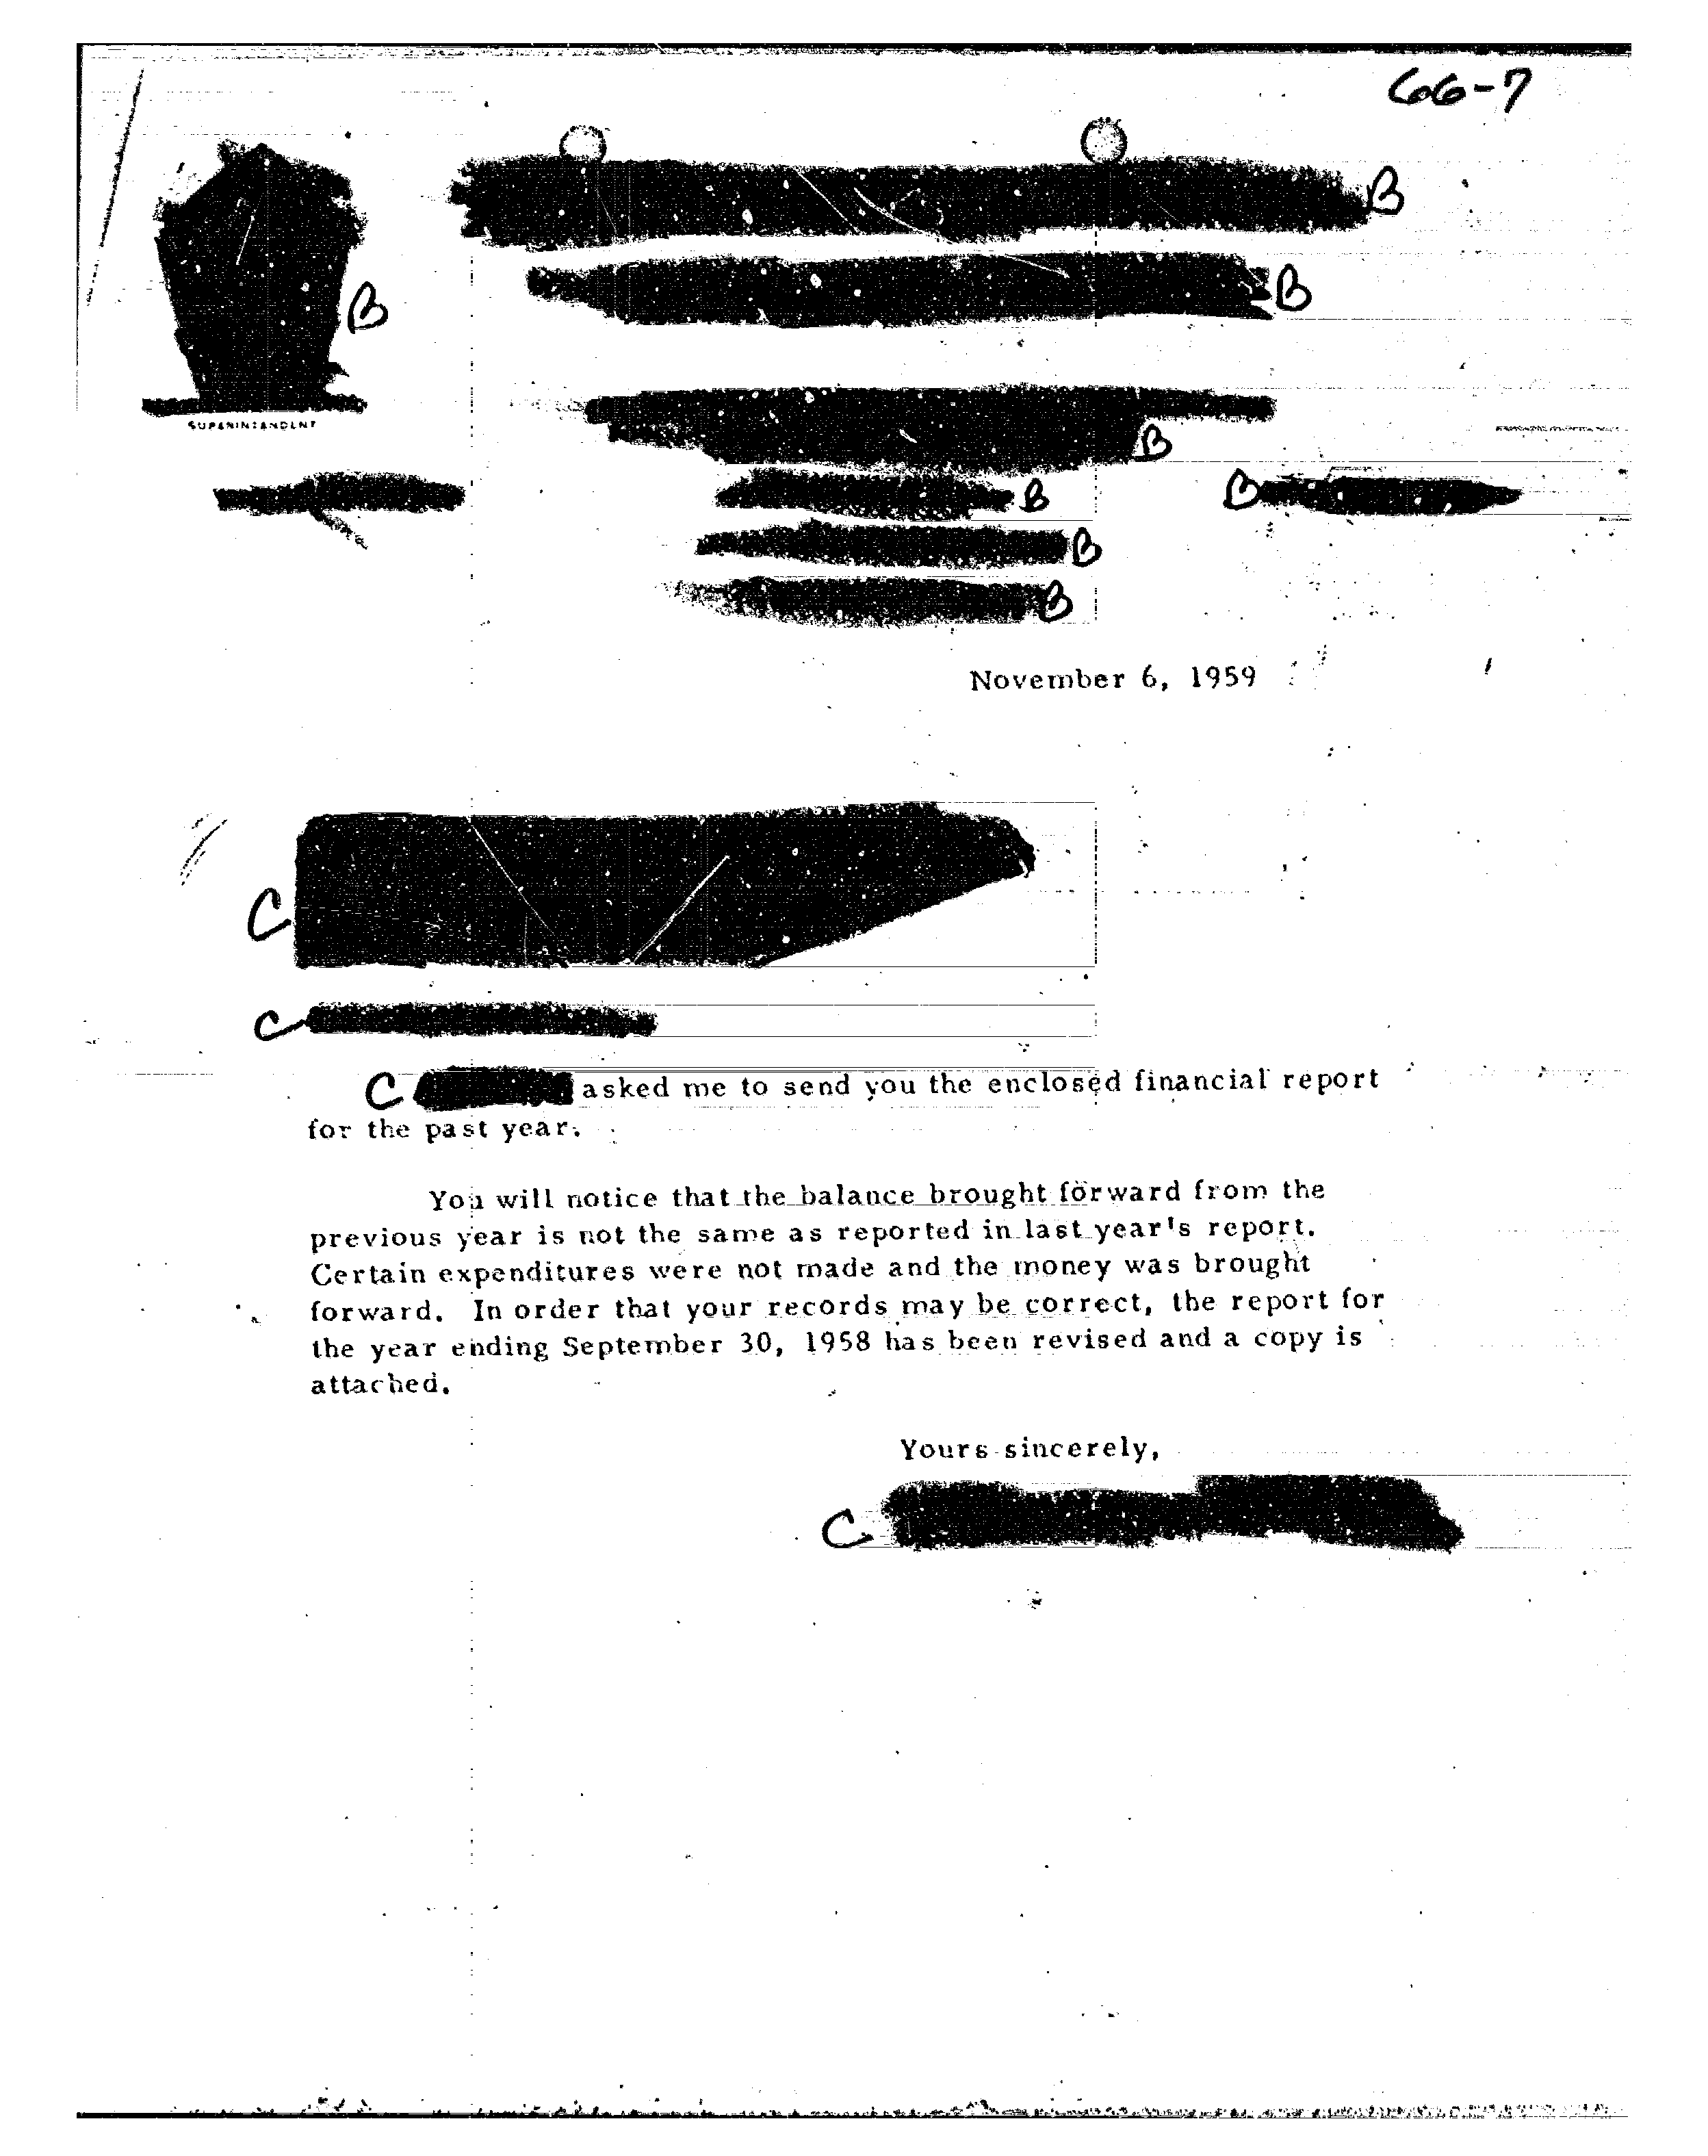 66-7
B
B
B
SUPERINTENDENT
B
B
B
B
B
November 6, 1959
C
C
C asked me to send you the enclosed financial report
for the past year.
You will notice that the balance brought forward from the
previous year is not the same as reported in last year's report.
Certain expenditures were not made and the money was brought
forward. In order that your records may be correct, the report for
the year ending September 30, 1958 has been revised and a copy is
attached.
Yours sincerely,
C